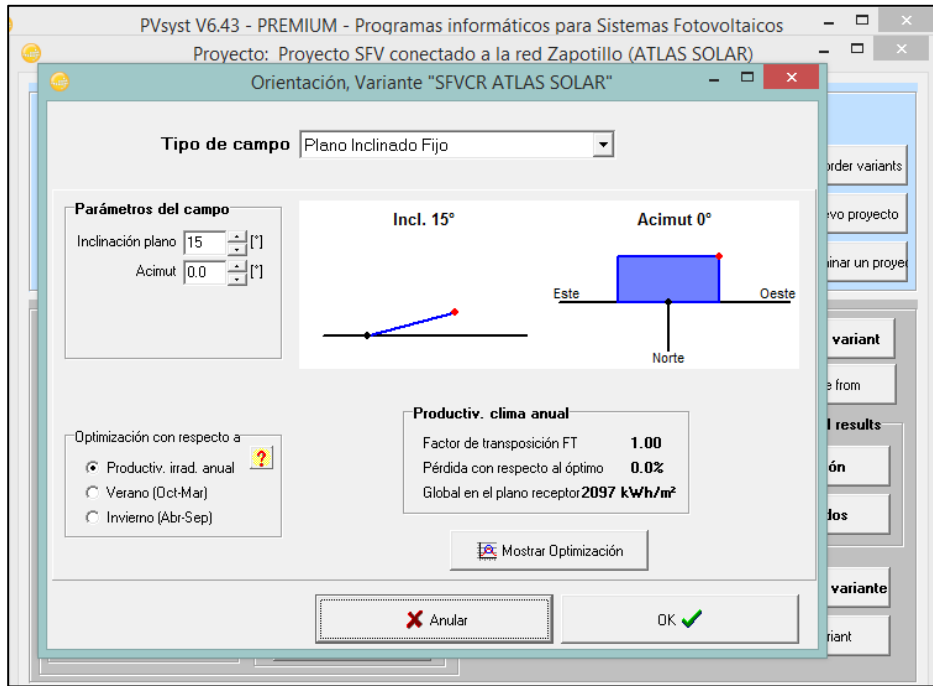 PVsyst V6.43 - PREMIUM - Programas informáticos para Sistemas Fotovoltaicos
Proyecto: Proyecto SFV conectado a la red Zapotillo (ATLAS SOLAR)
Orientación, Variante "SFVCR ATLAS SOLAR"
Tipo de campo Plano Inclinado Fijo
order variants
evo proyecto
inar un proye
Parámetros del campo
Inclinación plano 15 [°]
Acimut 0.0 [°]
Incl. 15°
Acimut 0°
Este
Oeste
Norte
variant
e from
l results
ón
dos
variante
riant
Optimización con respecto a
?
Productiv. irrad. anual
Verano (Oct-Mar)
Invierno (Abr-Sep)
Productiv. clima anual
Factor de transposición FT 1.00
Pérdida con respecto al óptimo 0.0%
Global en el plano receptor 2097 kWh/m²
Mostrar Optimización
Anular
OK